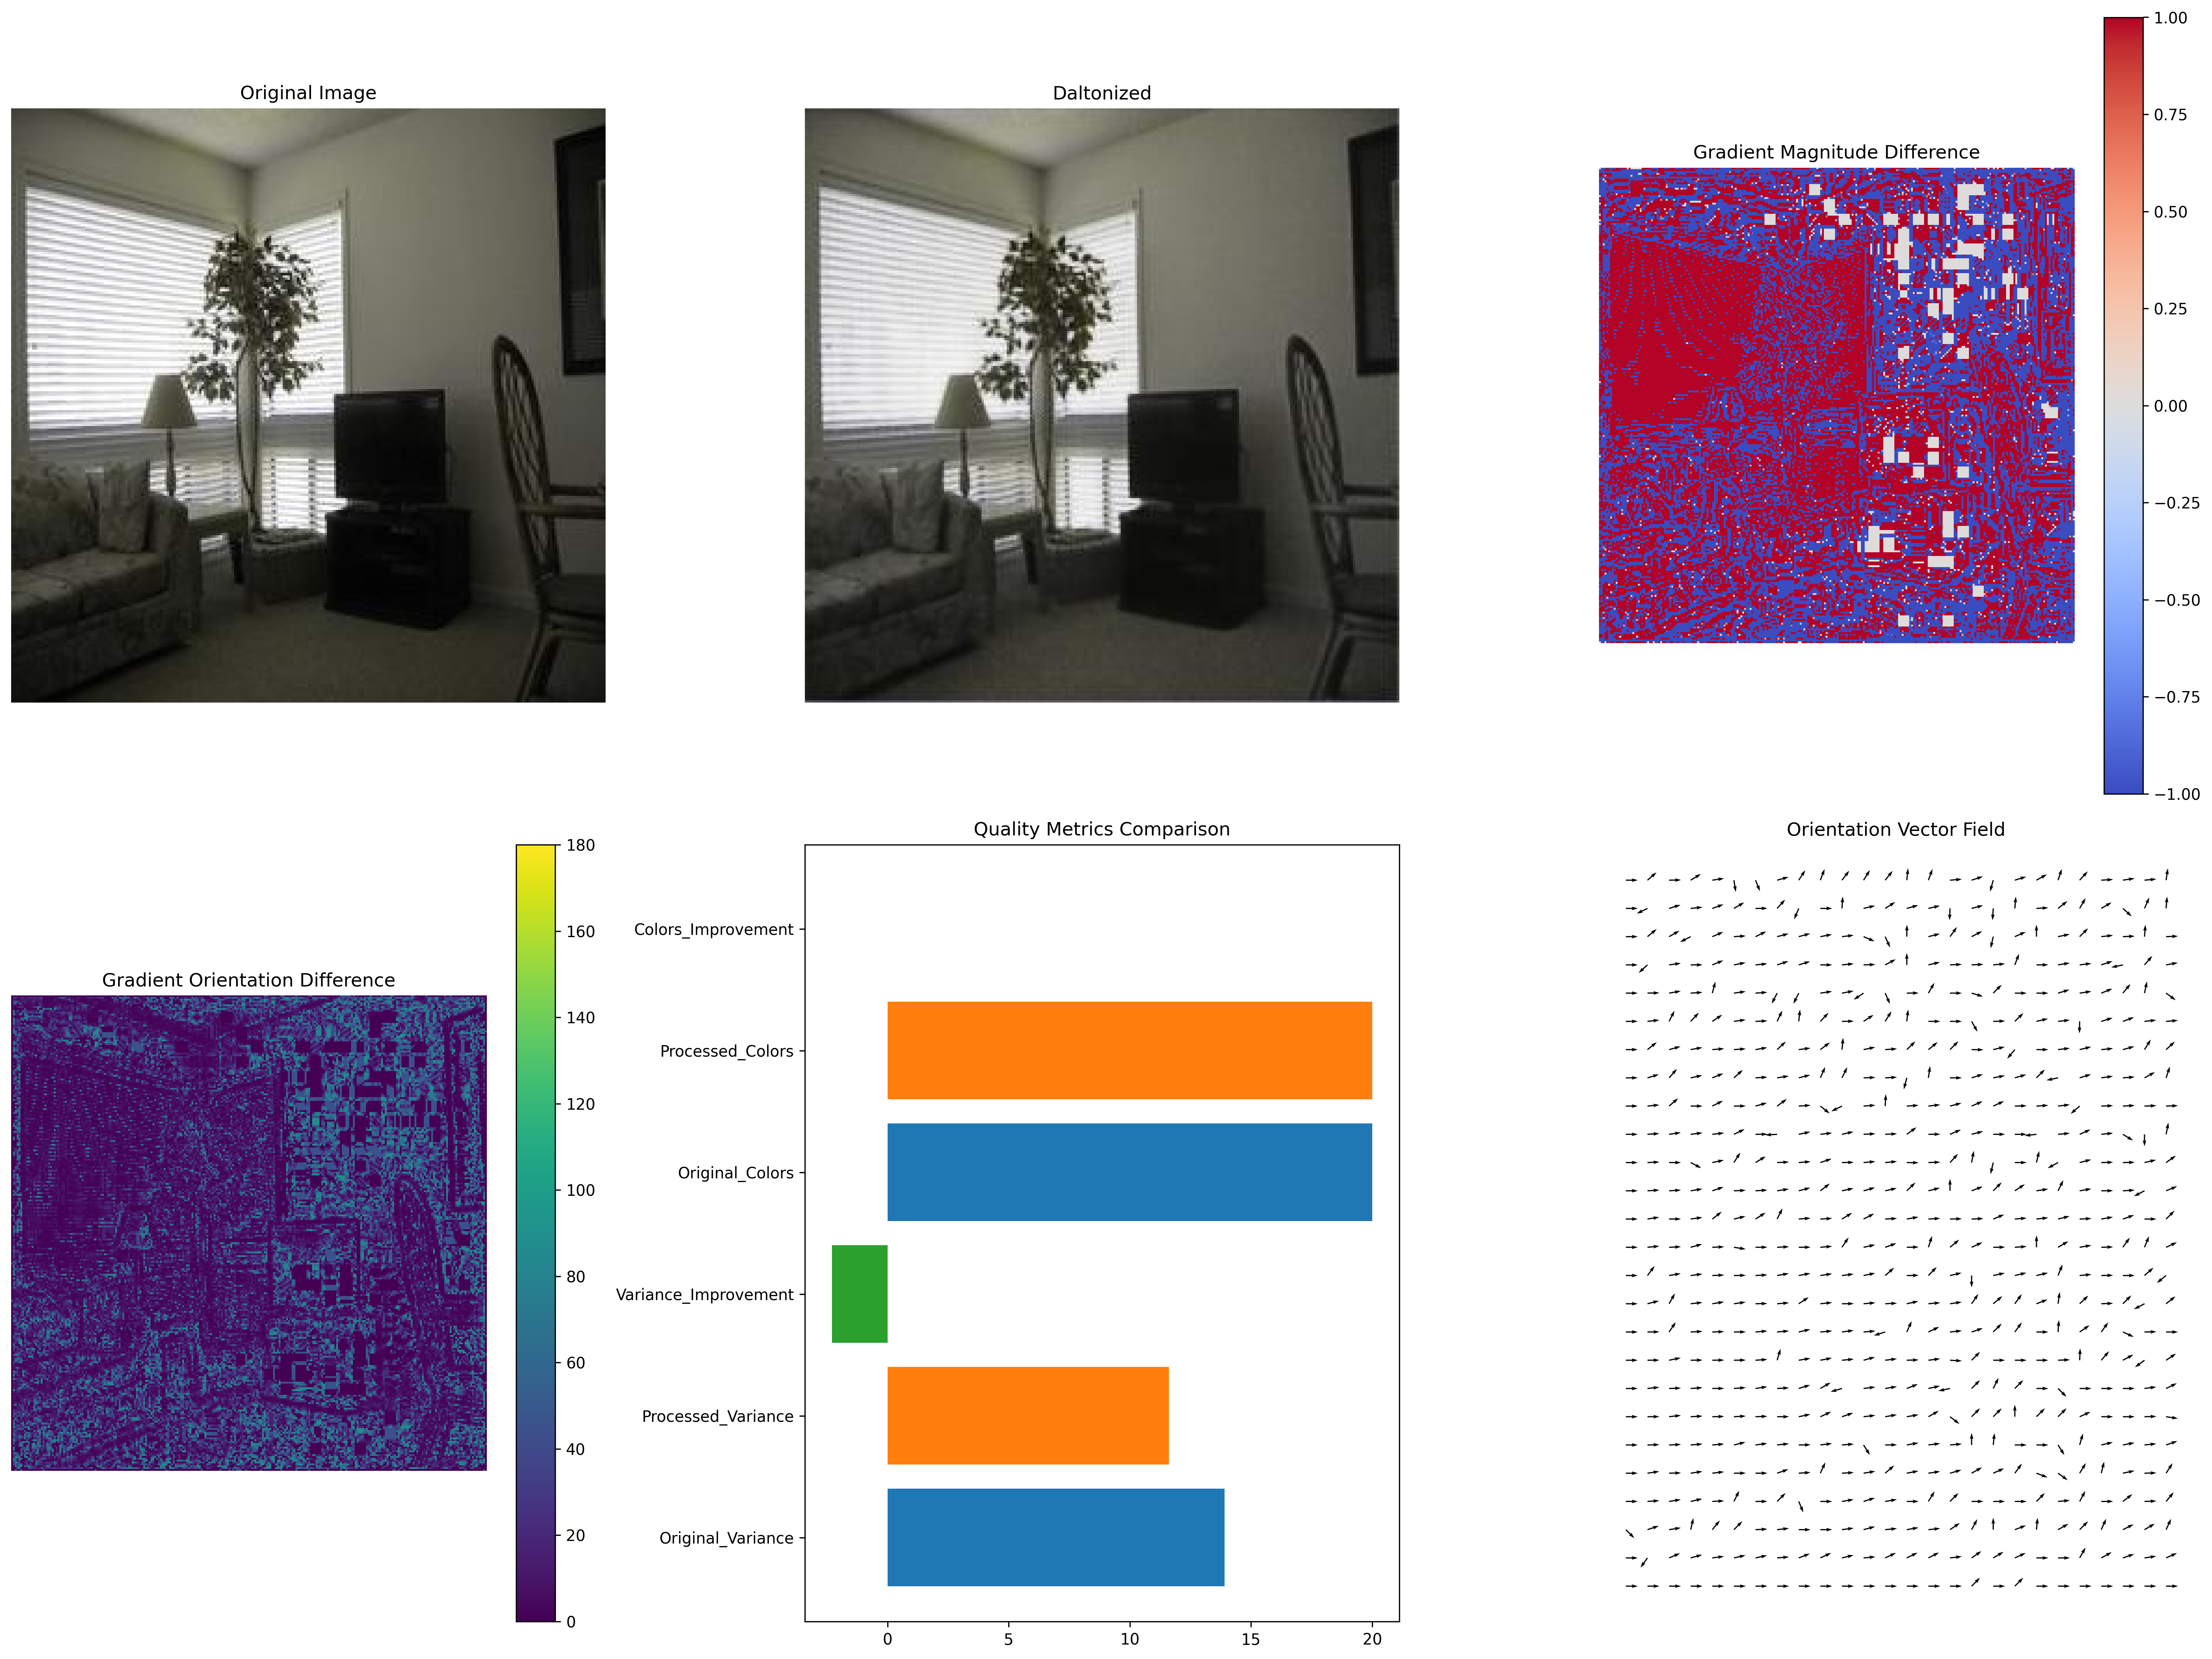 Original Image
Daltonized
Gradient Magnitude Difference
1.00
0.75
0.50
0.25
0.00
−0.25
−0.50
−0.75
−1.00
Gradient Orientation Difference
180
160
140
120
100
80
60
40
20
0
Quality Metrics Comparison
Colors_Improvement
Processed_Colors
Original_Colors
Variance_Improvement
Processed_Variance
Original_Variance
0 5 10 15 20
Orientation Vector Field